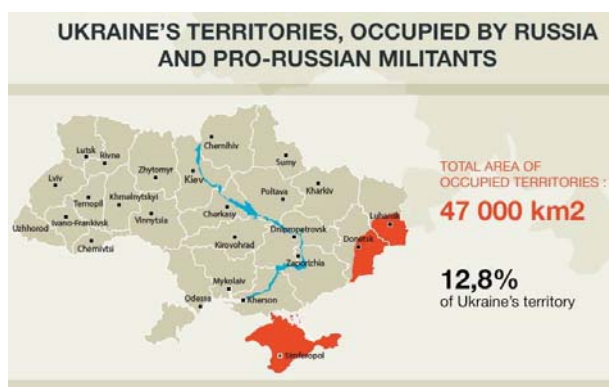 UKRAINE'S TERRITORIES, OCCUPIED BY RUSSIA
AND PRO-RUSSIAN MILITANTS
Chernihiv
Lutsk
Rivne
Sumy
Zhytomyr
Kiev
Lviv
Kharkiv
Poltava
Ternopil
Khmelnytskyi
Cherkasy
Luhansk
Ivano-Frankivsk
Vinnytsia
Uzhhorod
Dnipropetrovsk
Chernivtsi
Kirovohrad
Donetsk
Zaporizhia
Mykolaiv
Odessa
Kherson
Simferopol
TOTAL AREA OF
OCCUPIED TERRITORIES :
47 000 km2
12,8%
of Ukraine's territory